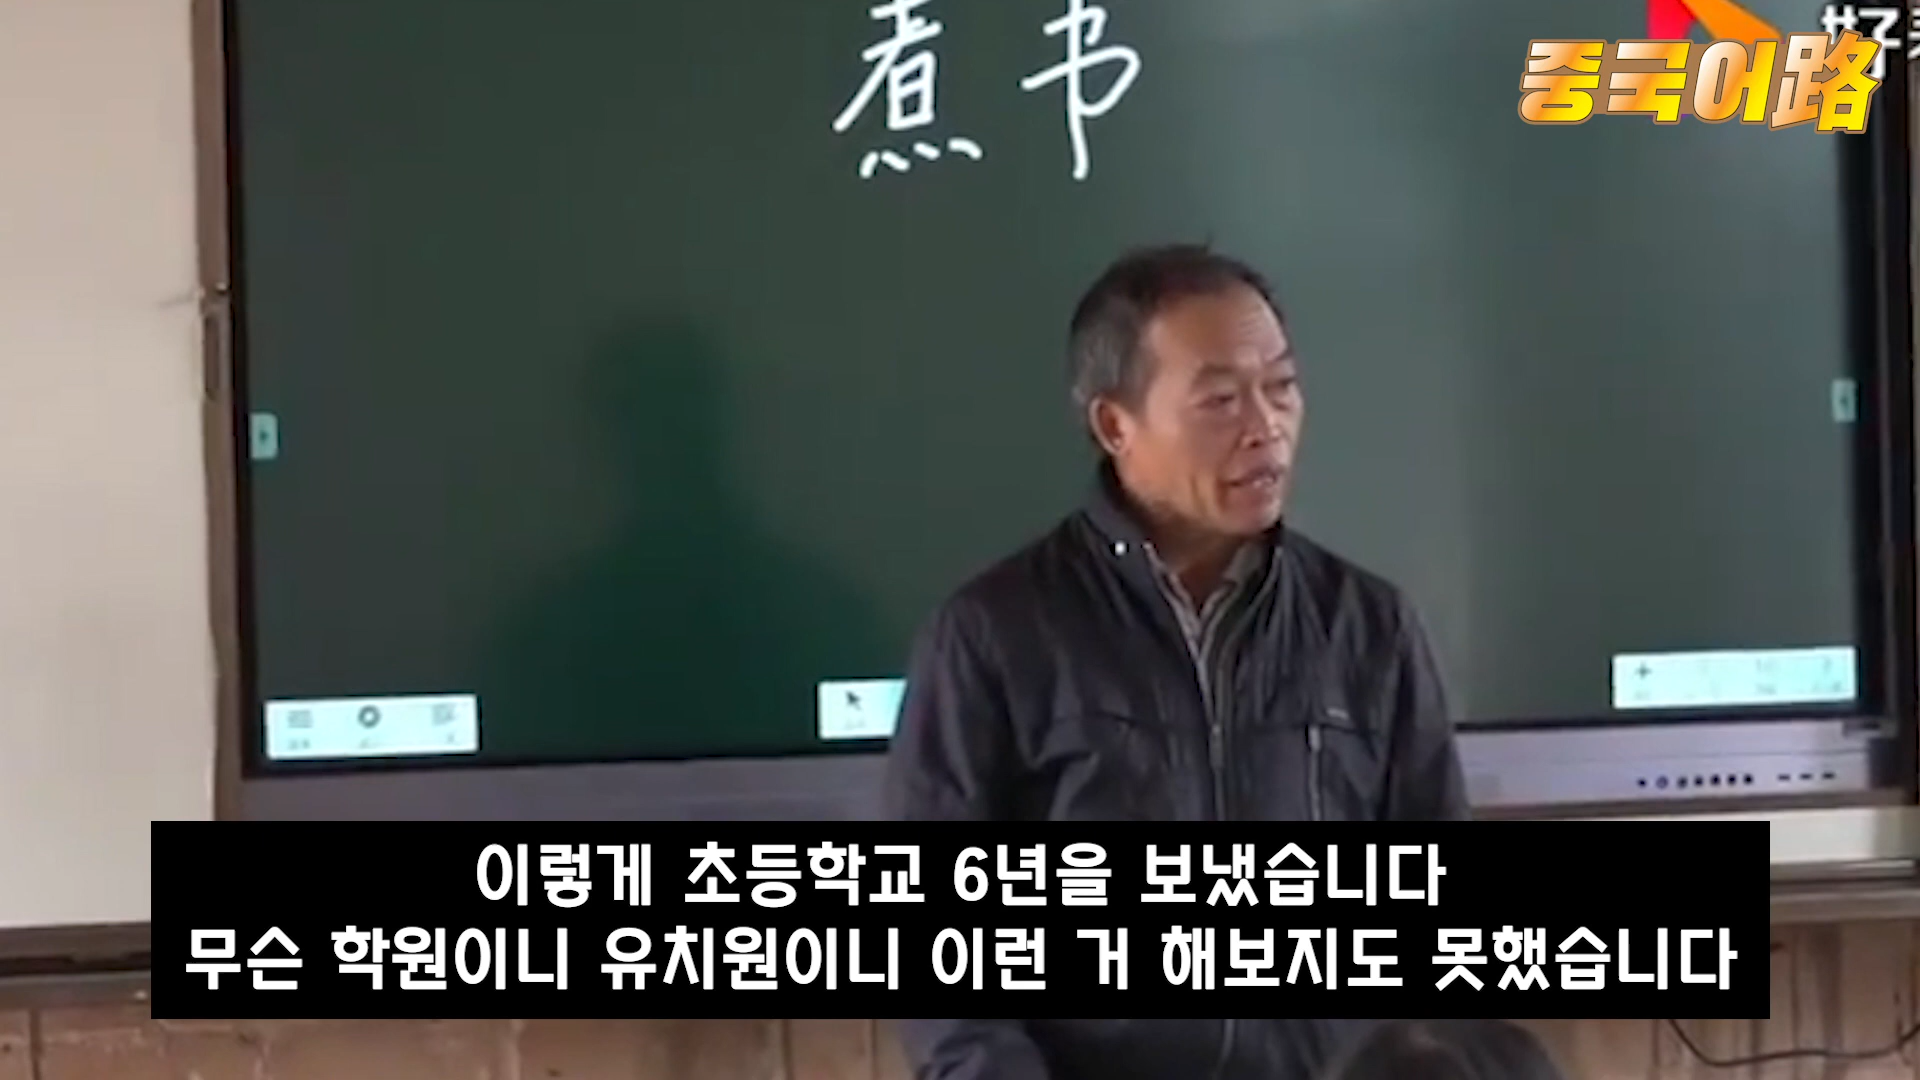 煮书
중국어路
이렇게 초등학교 6년을 보냈습니다
무슨 학원이니 유치원이니 이런 거 해보지도 못했습니다